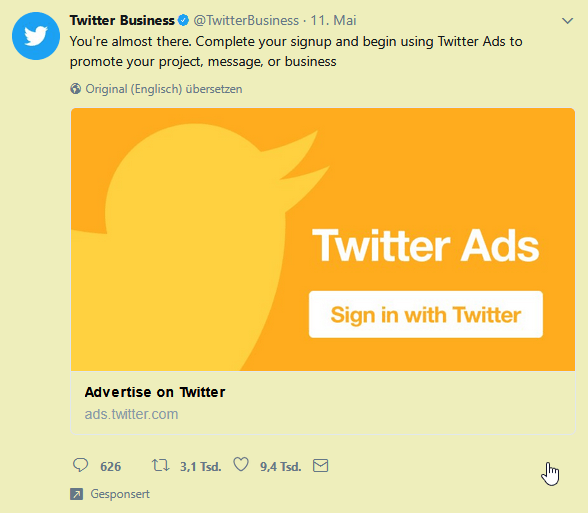 Twitter Business @TwitterBusiness · 11. Mai
You're almost there. Complete your signup and begin using Twitter Ads to
promote your project, message, or business
Original (Englisch) übersetzen
Twitter Ads
Sign in with Twitter
Advertise on Twitter
ads.twitter.com
626 3,1 Tsd. 9,4 Tsd.
Gesponsert